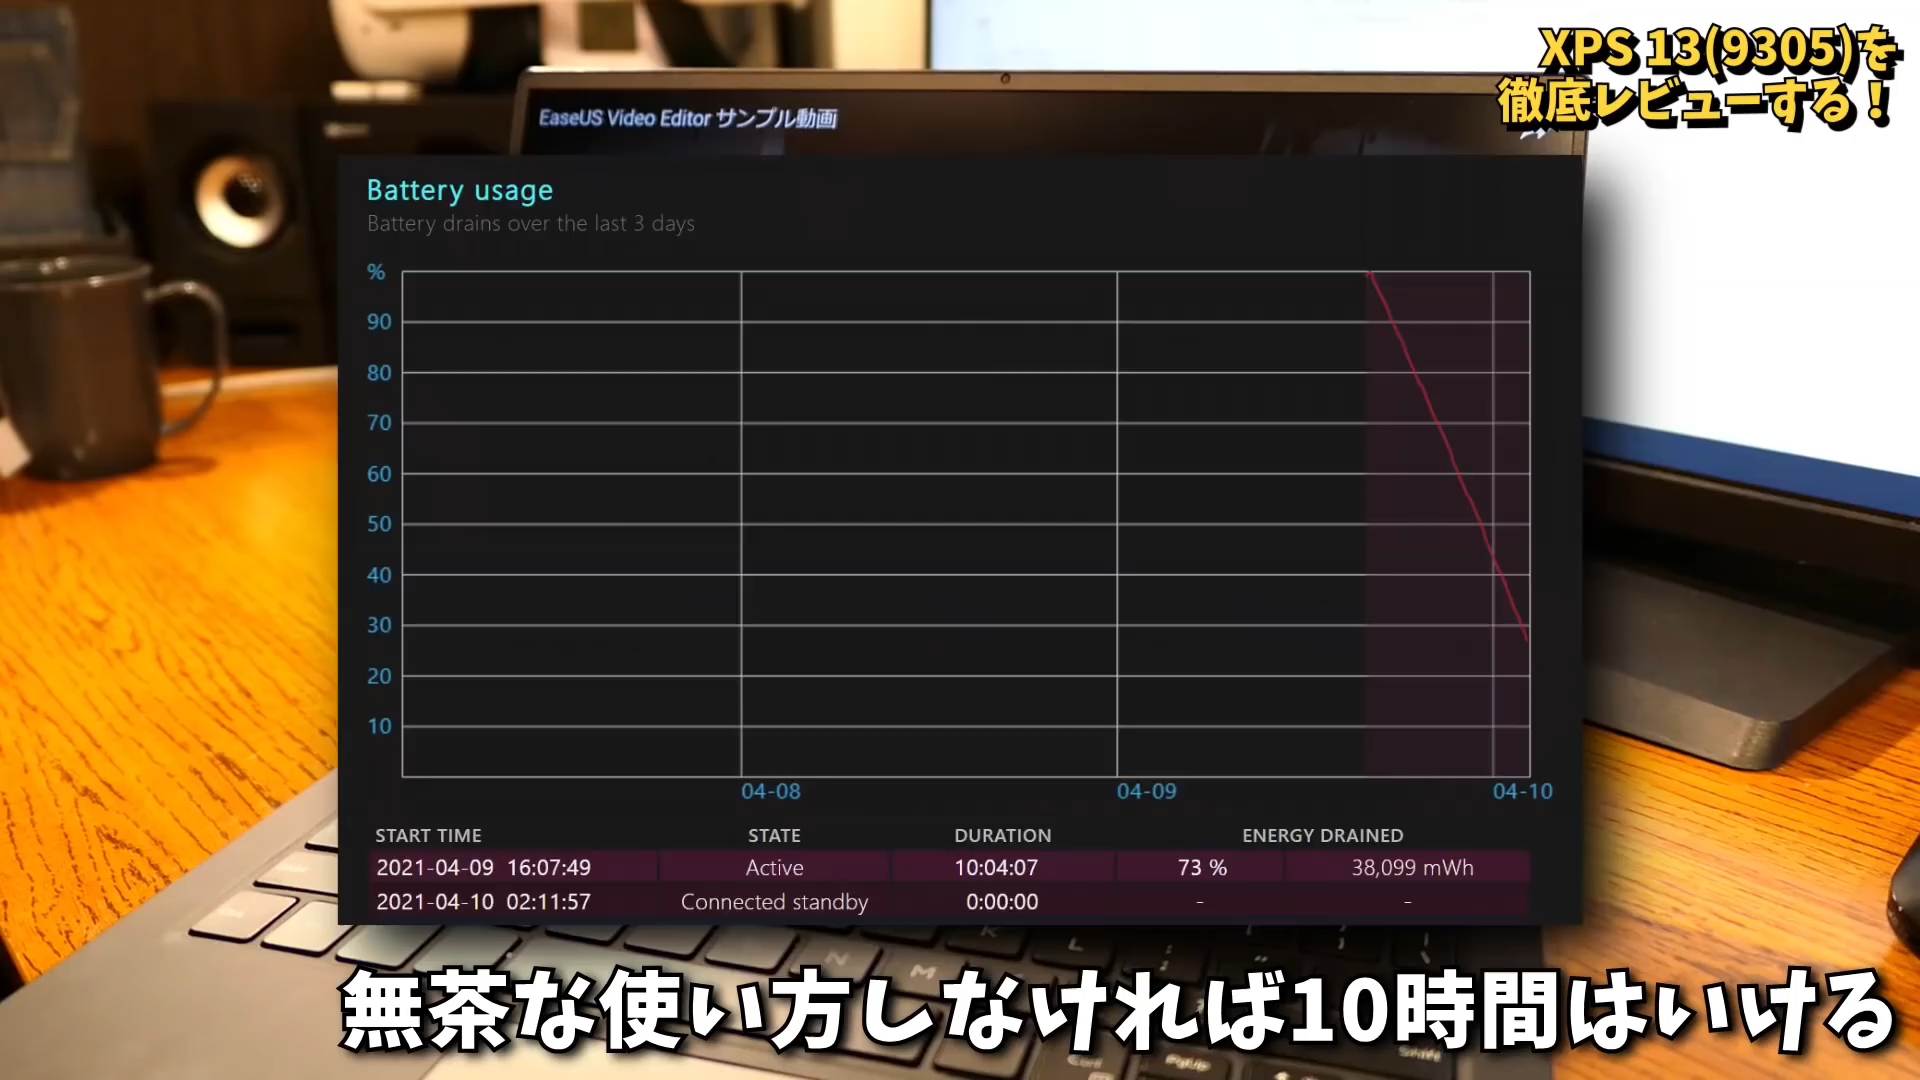 XPS 13(9305)を
徹底レビューする！
EaseUS Video Editor サンプル動画
Battery usage
Battery drains over the last 3 days
%
90
80
70
60
50
40
30
20
10
04-08
04-09
04-10
START TIME STATE DURATION ENERGY DRAINED
2021-04-09 16:07:49 Active 10:04:07 73 % 38,099 mWh
2021-04-10 02:11:57 Connected standby 0:00:00 - -
K
L
N
M
無茶な使い方しなければ10時間はいける
PgUp
Shift